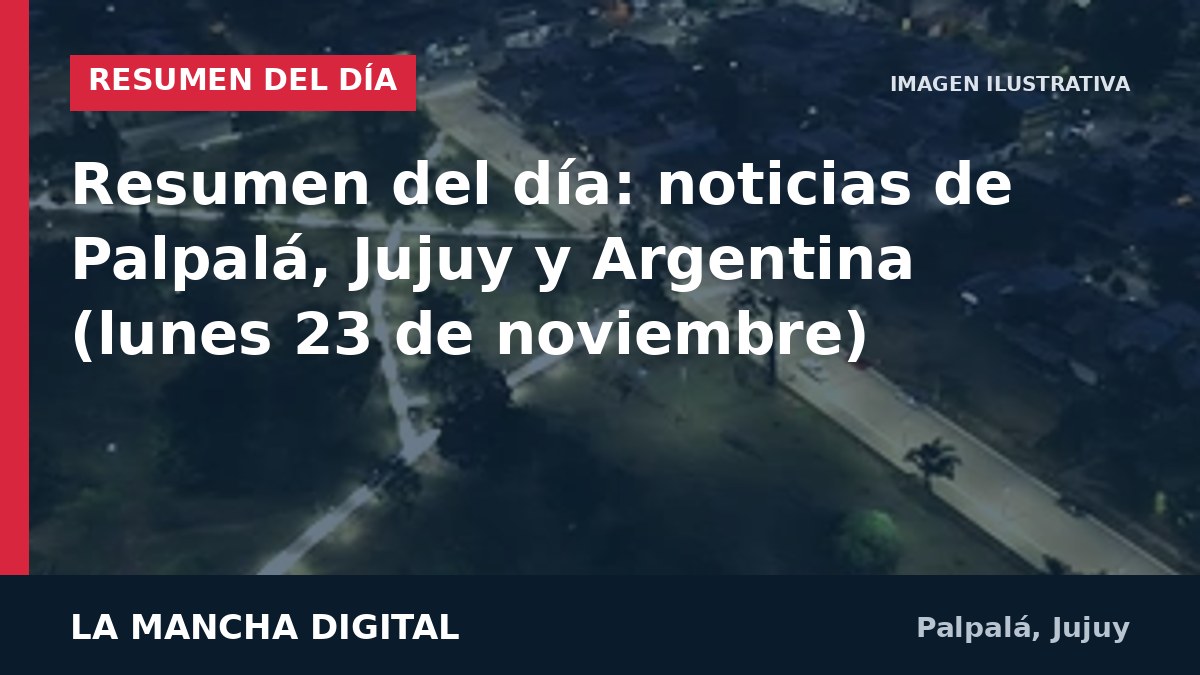 RESUMEN DEL DÍA
IMAGEN ILUSTRATIVA
Resumen del día: noticias de
Palpalá, Jujuy y Argentina
(lunes 23 de noviembre)
LA MANCHA DIGITAL
Palpalá, Jujuy